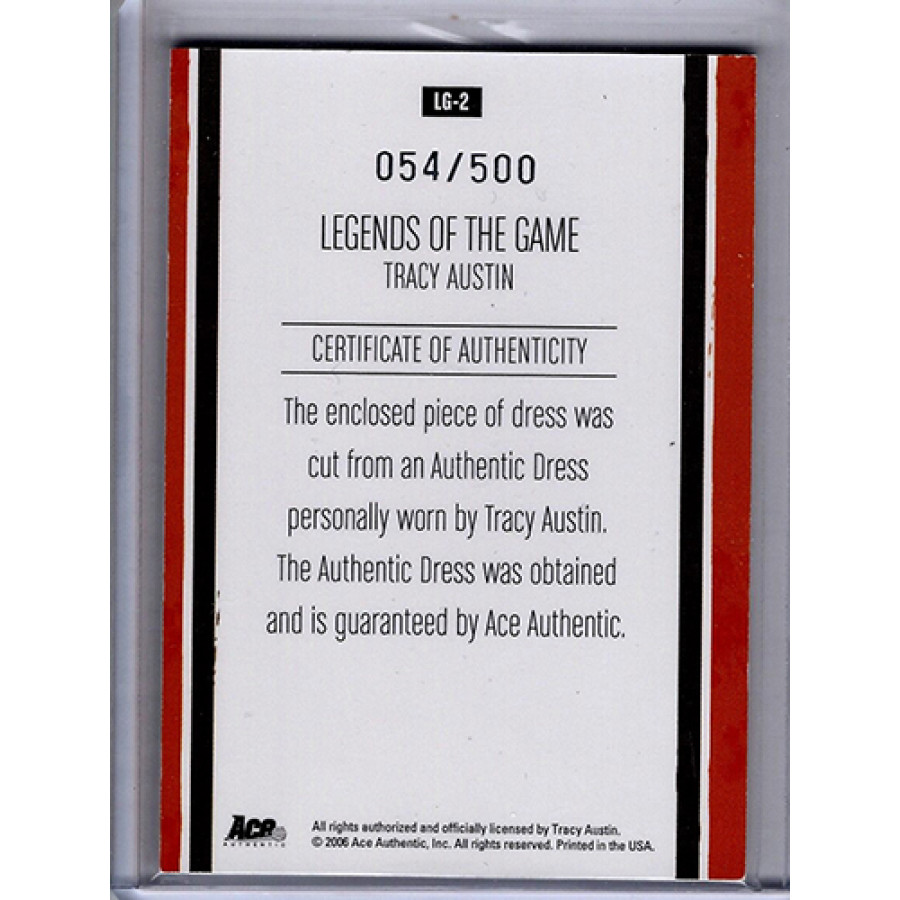 LG-2
054/500
LEGENDS OF THE GAME
TRACY AUSTIN
CERTIFICATE OF AUTHENTICITY
The enclosed piece of dress was
cut from an Authentic Dress
personally worn by Tracy Austin.
The Authentic Dress was obtained
and is guaranteed by Ace Authentic.
ACE
AUTHENTIC
All rights authorized and officially licensed by Tracy Austin.
© 2006 Ace Authentic, Inc. All rights reserved. Printed in the USA.